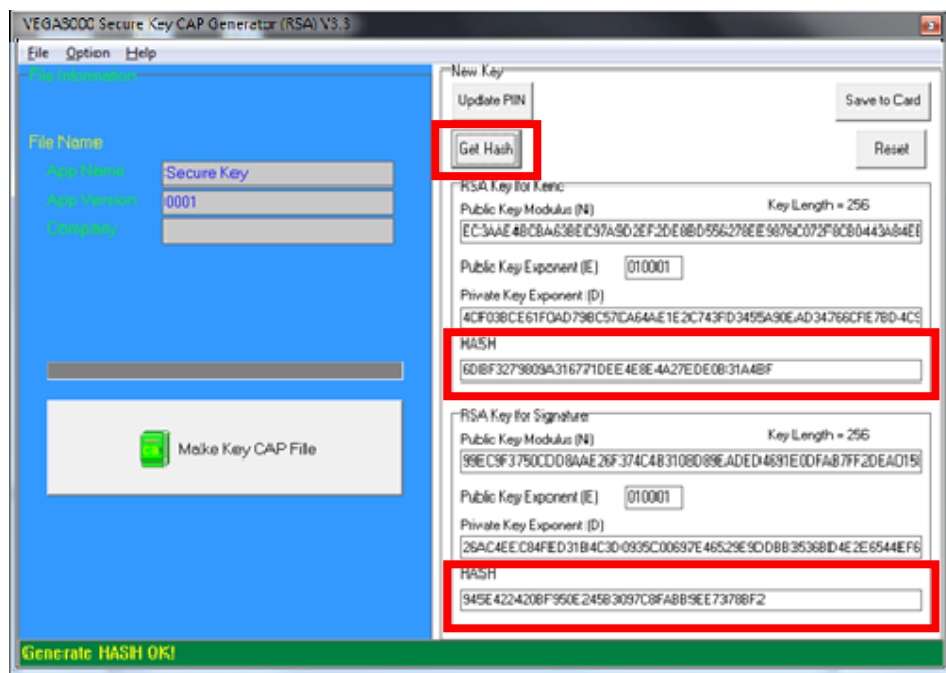 VEGA3000 Secure Key CAP Generator (RSA) V3.3
File Option Help
File Information
File Name
App Name
Secure Key
App Version
0001
Company
Make Key CAP File
New Key
Update PIN
Save to Card
Get Hash
Reset
RSA Key for Kenc
Public Key Modulus (N)
Key Length = 256
Public Key Exponent (E)
010001
Private Key Exponent (D)
HASH
RSA Key for Signature
Public Key Modulus (N)
Key Length = 256
Public Key Exponent (E)
010001
Private Key Exponent (D)
HASH
Generate HASH OK!